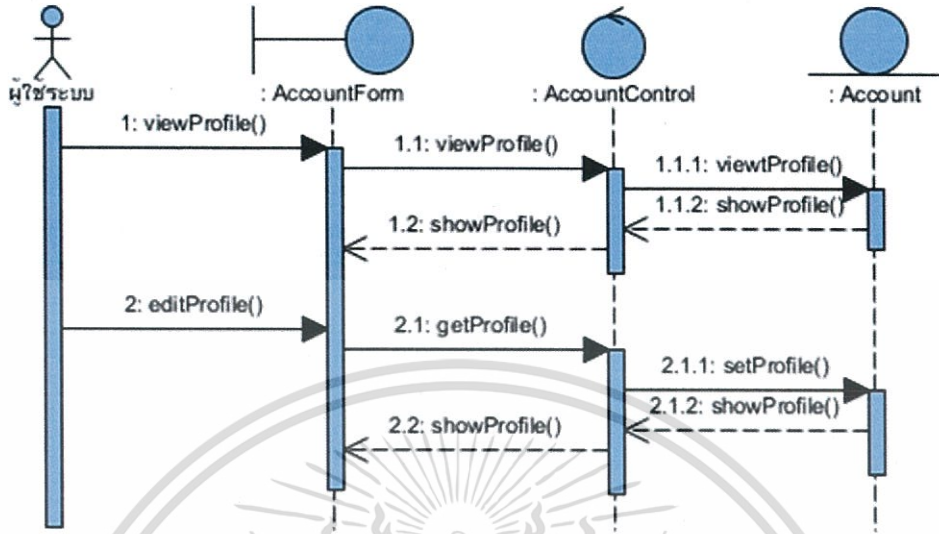 ผู้ใช้ระบบ
: AccountForm
: AccountControl
: Account
1: viewProfile()
1.1: viewProfile()
1.1.1: viewtProfile()
1.1.2: showProfile()
1.2: showProfile()
2: editProfile()
2.1: getProfile()
2.1.1: setProfile()
2.1.2: showProfile()
2.2: showProfile()